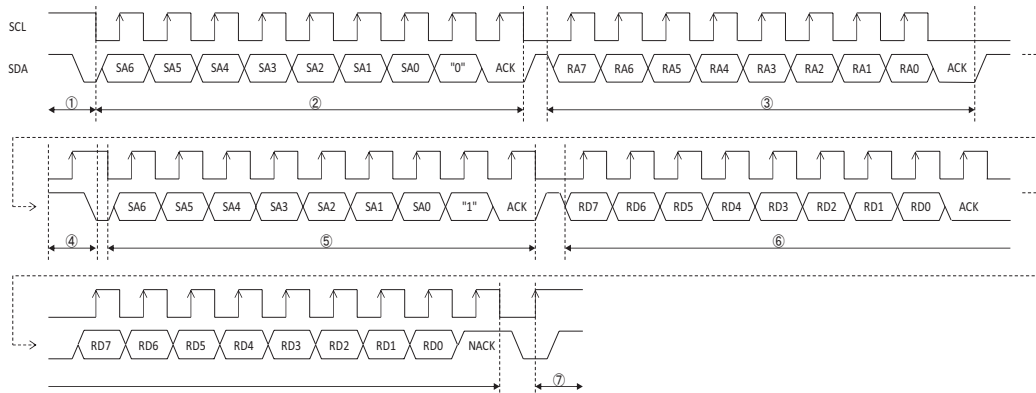 SCL
SDA SA6 SA5 SA4 SA3 SA2 SA1 SA0 "0" ACK RA7 RA6 RA5 RA4 RA3 RA2 RA1 RA0 ACK
① ② ③
SA6 SA5 SA4 SA3 SA2 SA1 SA0 "1" ACK RD7 RD6 RD5 RD4 RD3 RD2 RD1 RD0 ACK
④ ⑤ ⑥
RD7 RD6 RD5 RD4 RD3 RD2 RD1 RD0 NACK
⑦